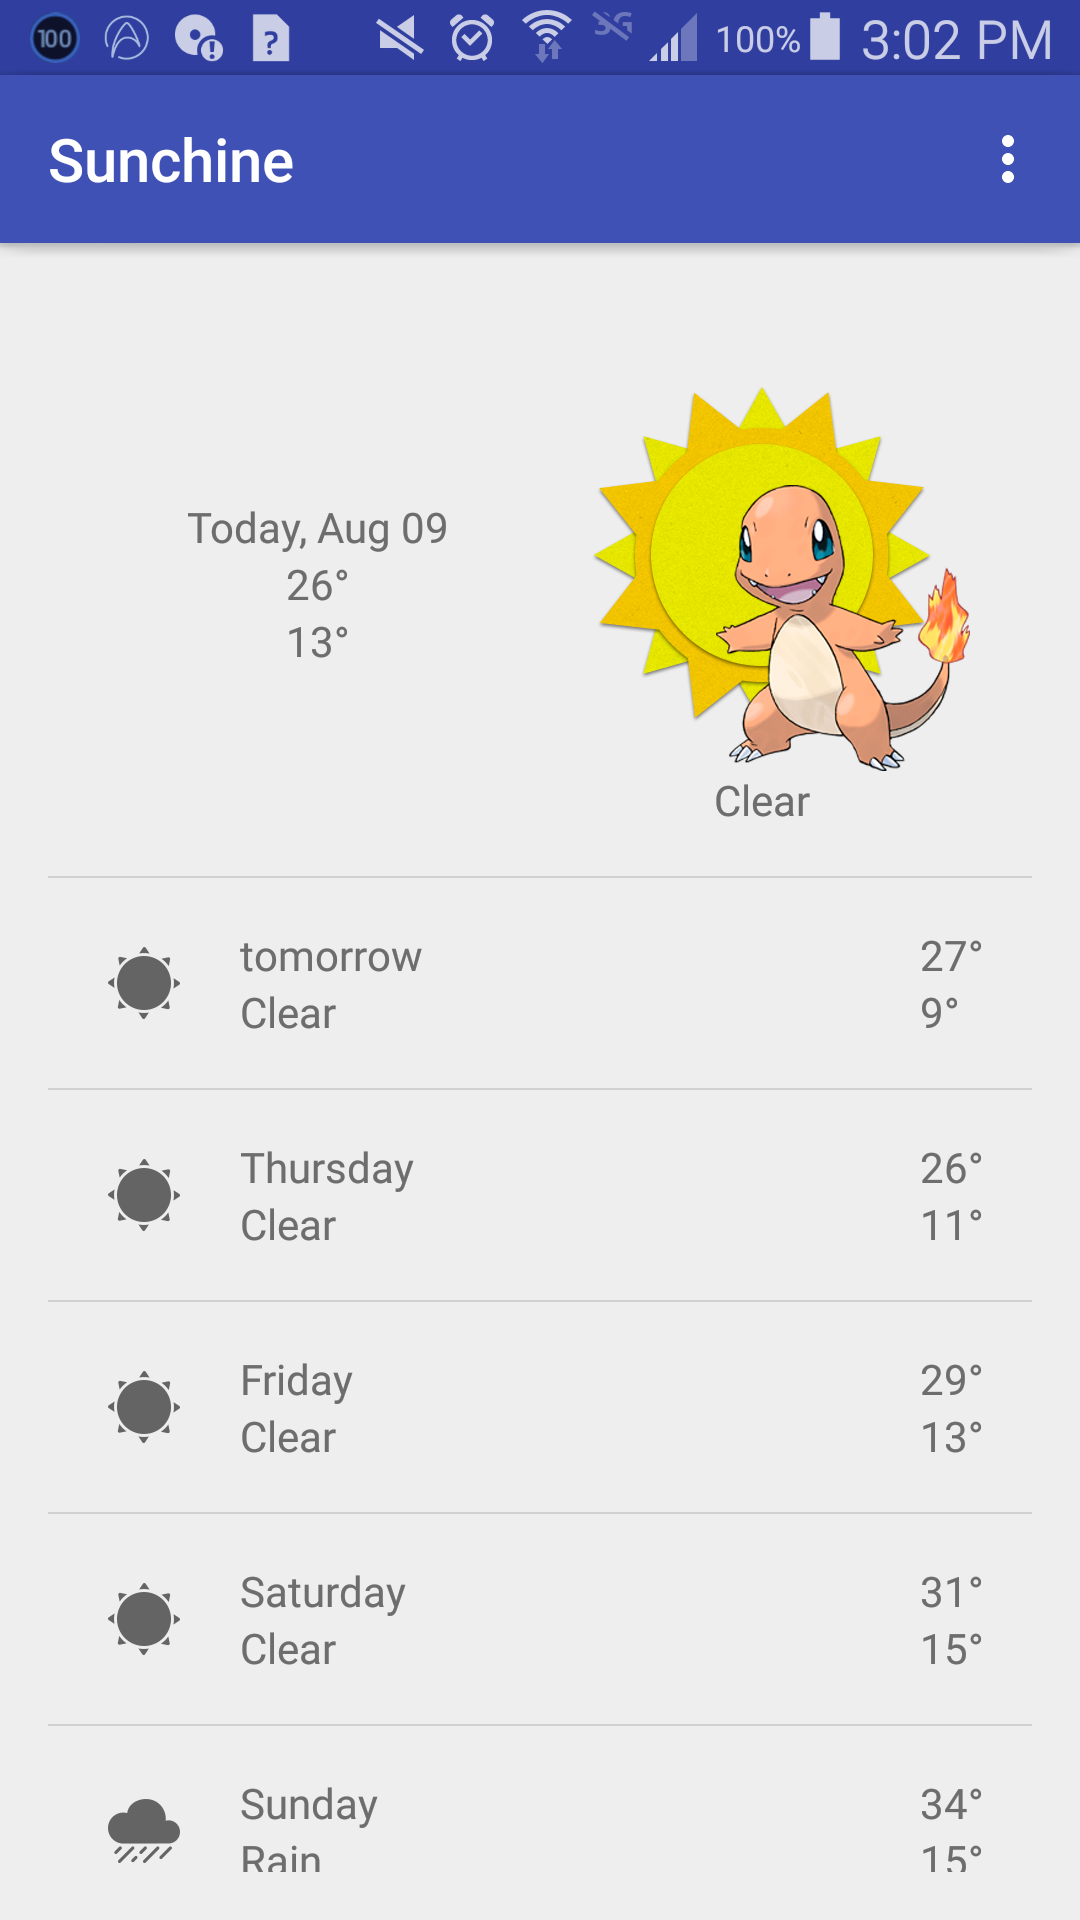 100 ? 3G 100% 3:02 PM
Sunchine
Today, Aug 09
26°
13°
Clear
tomorrow 27°
Clear 9°
Thursday 26°
Clear 11°
Friday 29°
Clear 13°
Saturday 31°
Clear 15°
Sunday 34°
Rain 15°